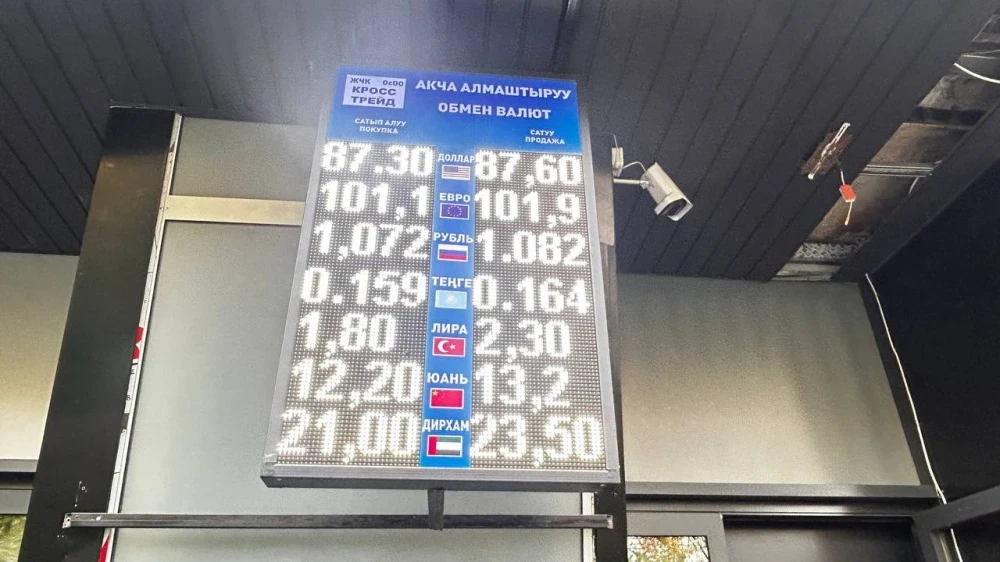 ЖЧК ОсОО
КРОСС
ТРЕЙД
АКЧА АЛМАШТЫРУУ
ОБМЕН ВАЛЮТ
САТЫП АЛУУ
ПОКУПКА
САТУУ
ПРОДАЖА
87.30 ДОЛЛАР 87,60
101,1 ЕВРО 101,9
1,072 РУБЛЬ 1.082
0.159 ТЕҢГЕ 0.164
1,80 ЛИРА 2,30
12,20 ЮАНЬ 13,2
21,00 ДИРХАМ 23,50